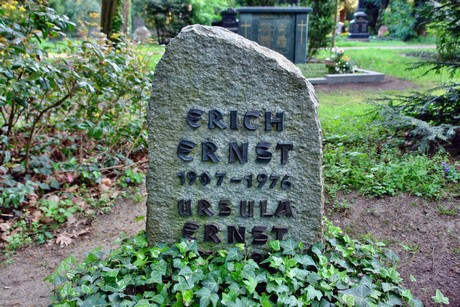 ERICH
ERNST
1907-1976
URSULA
ERNST